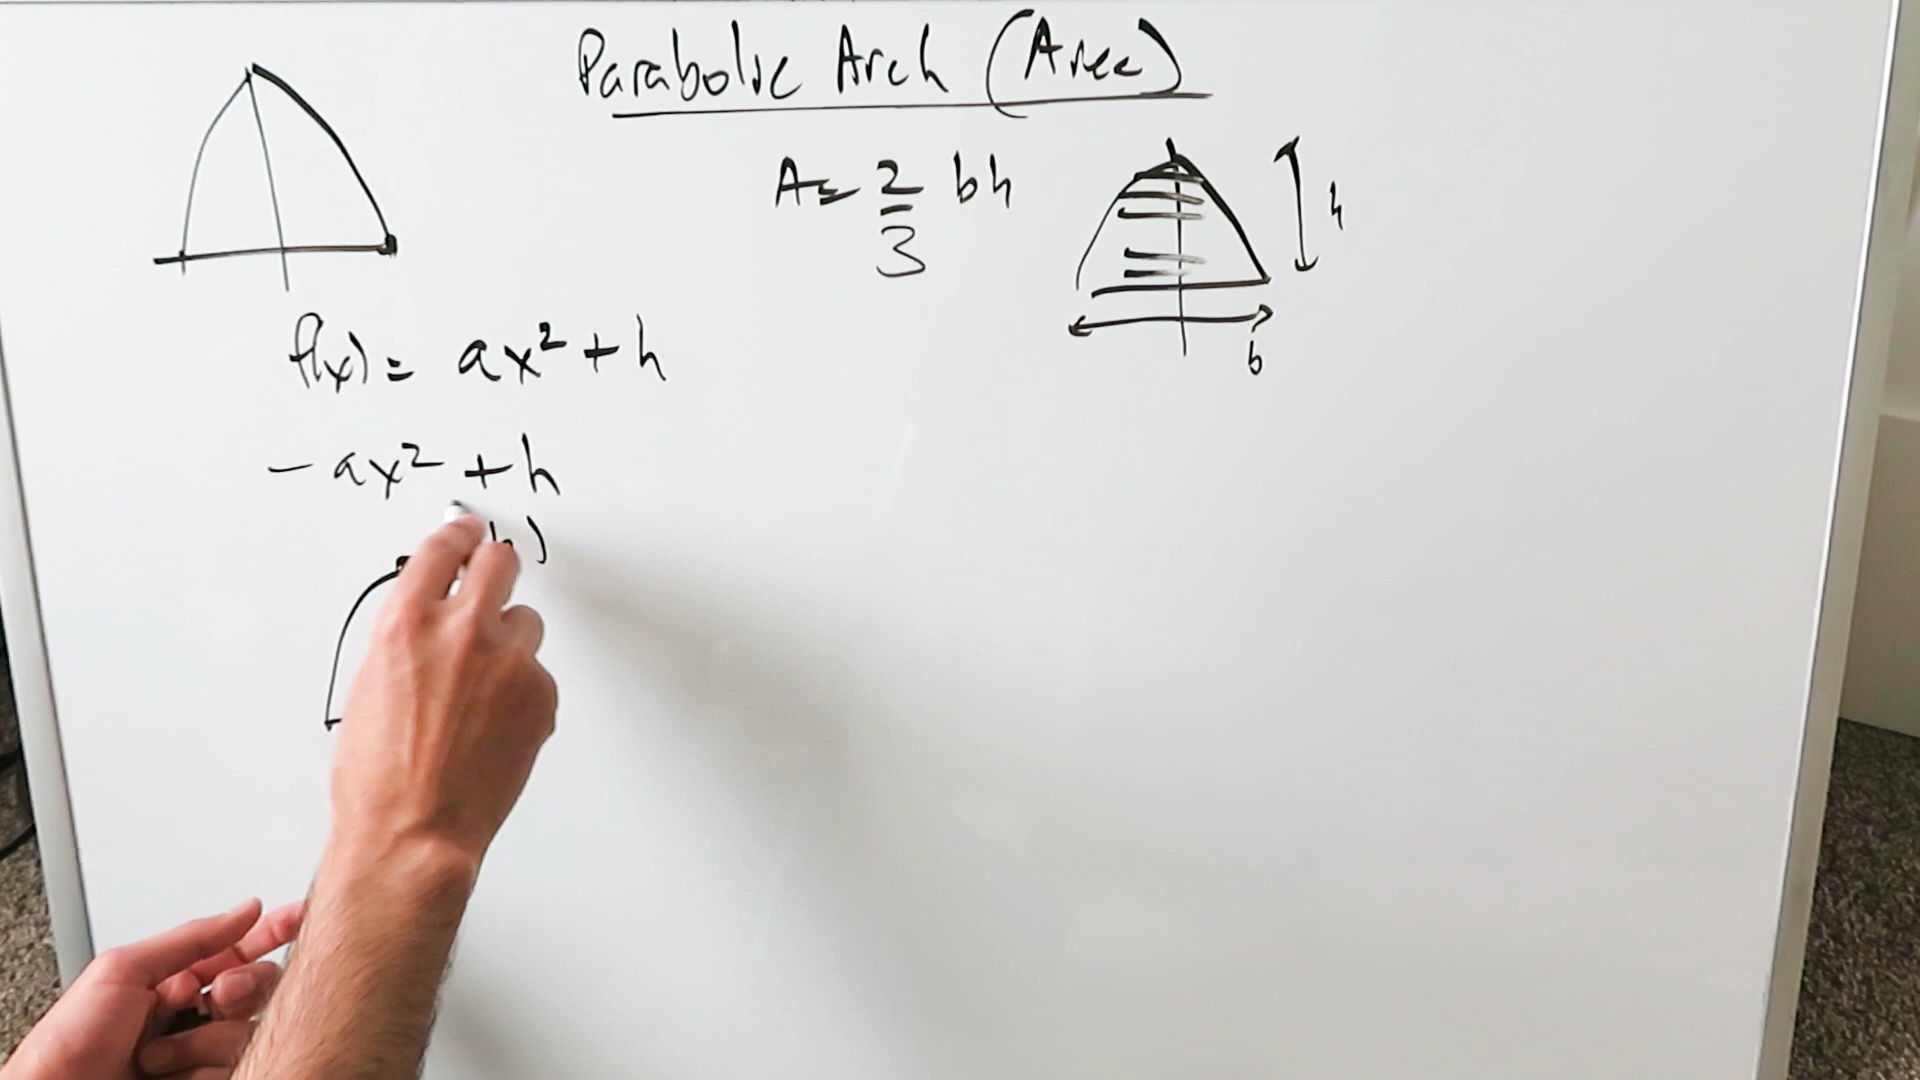 Parabolic Arch (Area)
A = 2/3 bh
h
b
f(x) = ax² + h
- ax² + h
h)